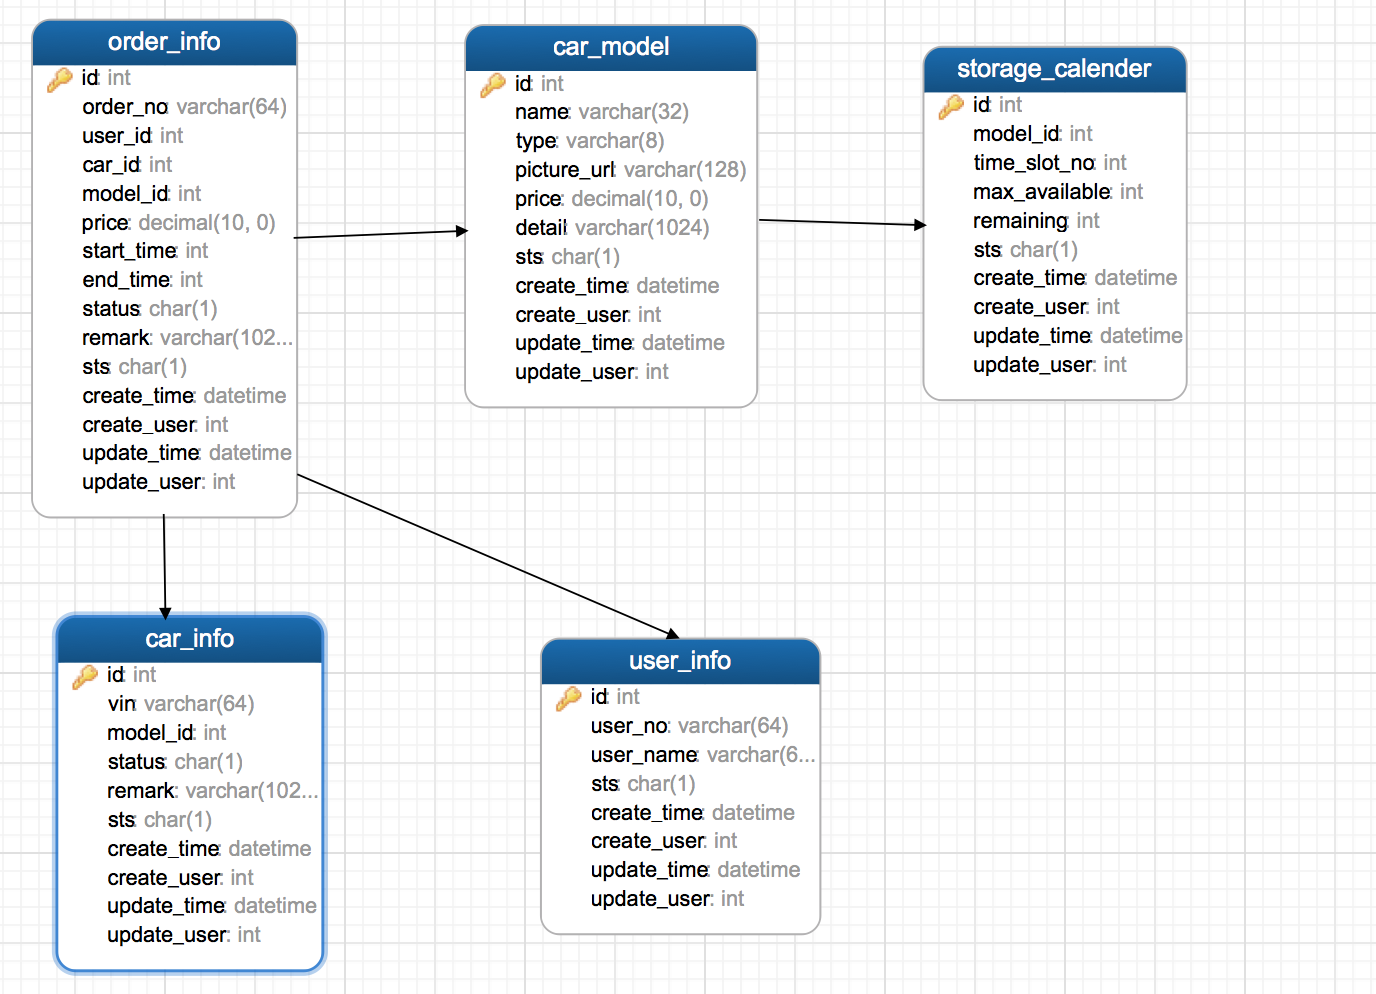 order_info
id: int
order_no: varchar(64)
user_id: int
car_id: int
model_id: int
price: decimal(10, 0)
start_time: int
end_time: int
status: char(1)
remark: varchar(102...
sts: char(1)
create_time: datetime
create_user: int
update_time: datetime
update_user: int
car_model
id: int
name: varchar(32)
type: varchar(8)
picture_url: varchar(128)
price: decimal(10, 0)
detail: varchar(1024)
sts: char(1)
create_time: datetime
create_user: int
update_time: datetime
update_user: int
storage_calender
id: int
model_id: int
time_slot_no: int
max_available: int
remaining: int
sts: char(1)
create_time: datetime
create_user: int
update_time: datetime
update_user: int
car_info
id: int
vin: varchar(64)
model_id: int
status: char(1)
remark: varchar(102...
sts: char(1)
create_time: datetime
create_user: int
update_time: datetime
update_user: int
user_info
id: int
user_no: varchar(64)
user_name: varchar(6...
sts: char(1)
create_time: datetime
create_user: int
update_time: datetime
update_user: int